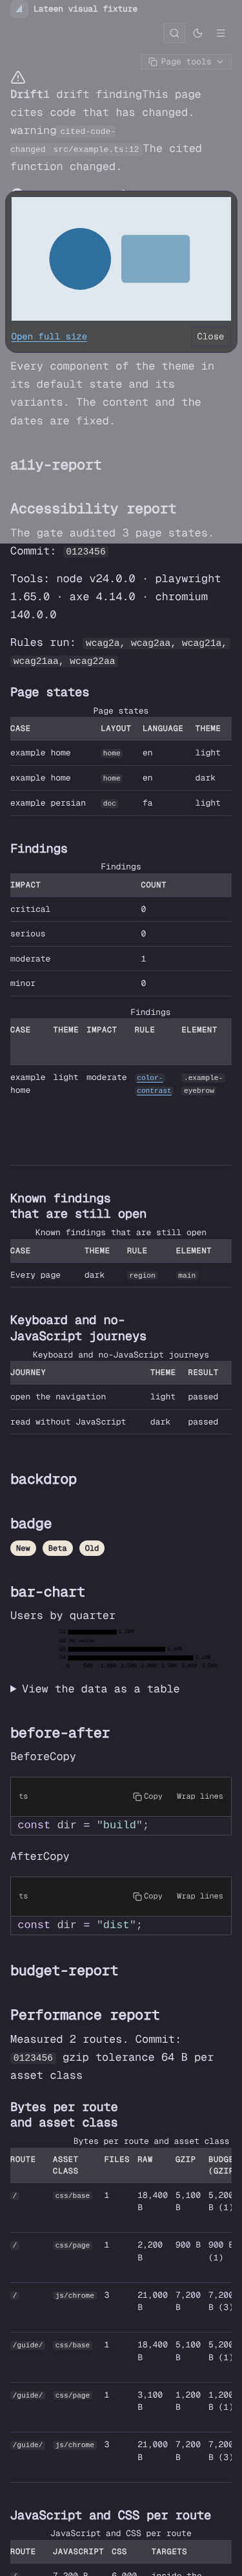 Lateen visual fixture
Page tools
Drift1 drift findingThis page
cites code that has changed.
warning cited-code-
changed src/example.ts:12 The cited
function changed.
Open full size
Close
Every component of the theme in
its default state and its
variants. The content and the
dates are fixed.
a11y-report
Accessibility report
The gate audited 3 page states.
Commit: 0123456
Tools: node v24.0.0 · playwright
1.65.0 · axe 4.14.0 · chromium
140.0.0
Rules run: wcag2a, wcag2aa, wcag21a,
wcag21aa, wcag22aa
Page states
Page states
CASE LAYOUT LANGUAGE THEME
example home home en light
example home home en dark
example persian doc fa light
Findings
Findings
IMPACT COUNT
critical 0
serious 0
moderate 1
minor 0
Findings
CASE THEME IMPACT RULE ELEMENT
example light moderate color- .example-
home contrast eyebrow
Known findings
that are still open
Known findings that are still open
CASE THEME RULE ELEMENT
Every page dark region main
Keyboard and no-
JavaScript journeys
Keyboard and no-JavaScript journeys
JOURNEY THEME RESULT
open the navigation light passed
read without JavaScript dark passed
backdrop
badge
New Beta Old
bar-chart
Users by quarter
View the data as a table
before-after
BeforeCopy
ts Copy Wrap lines
const dir = "build";
AfterCopy
ts Copy Wrap lines
const dir = "dist";
budget-report
Performance report
Measured 2 routes. Commit:
0123456 gzip tolerance 64 B per
asset class
Bytes per route
and asset class
Bytes per route and asset class
ROUTE ASSET FILES RAW GZIP BUDGE
CLASS (GZIP
/ css/base 1 18,400 5,100 5,200
B B B (1)
/ css/page 1 2,200 900 B 900 B
B (1)
/ js/chrome 3 21,000 7,200 7,200
B B B (3)
/guide/ css/base 1 18,400 5,100 5,200
B B B (1)
/guide/ css/page 1 3,100 1,200 1,200
B B B (1)
/guide/ js/chrome 3 21,000 7,200 7,200
B B B (3)
JavaScript and CSS per route
JavaScript and CSS per route
ROUTE JAVASCRIPT CSS TARGETS